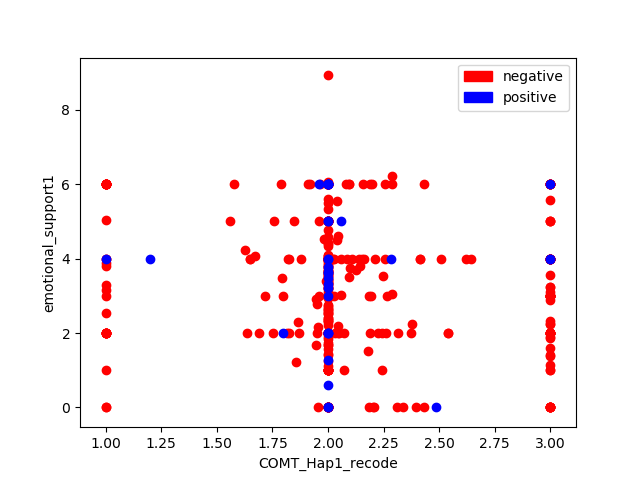 negative
positive
emotional_support1
8
6
4
2
0
1.00 1.25 1.50 1.75 2.00 2.25 2.50 2.75 3.00
COMT_Hap1_recode